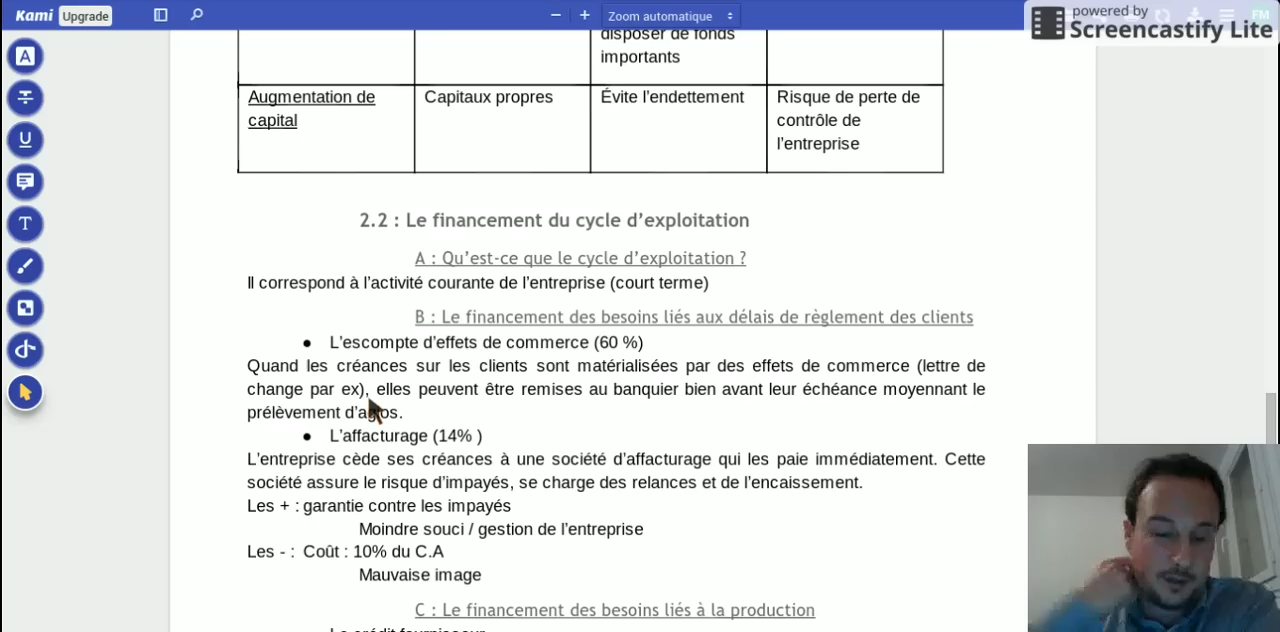 Kami Upgrade
Zoom automatique
powered by
Screencastify Lite
FM
disposer de fonds
importants
Augmentation de
capital
Capitaux propres
Évite l'endettement
Risque de perte de
contrôle de
l'entreprise
2.2 : Le financement du cycle d'exploitation
A : Qu'est-ce que le cycle d'exploitation ?
Il correspond à l'activité courante de l'entreprise (court terme)
B : Le financement des besoins liés aux délais de règlement des clients
● L'escompte d'effets de commerce (60 %)
Quand les créances sur les clients sont matérialisées par des effets de commerce (lettre de
change par ex), elles peuvent être remises au banquier bien avant leur échéance moyennant le
prélèvement d'agios.
● L'affacturage (14% )
L'entreprise cède ses créances à une société d'affacturage qui les paie immédiatement. Cette
société assure le risque d'impayés, se charge des relances et de l'encaissement.
Les + : garantie contre les impayés
Moindre souci / gestion de l'entreprise
Les - : Coût : 10% du C.A
Mauvaise image
C : Le financement des besoins liés à la production
Le crédit fournisseur